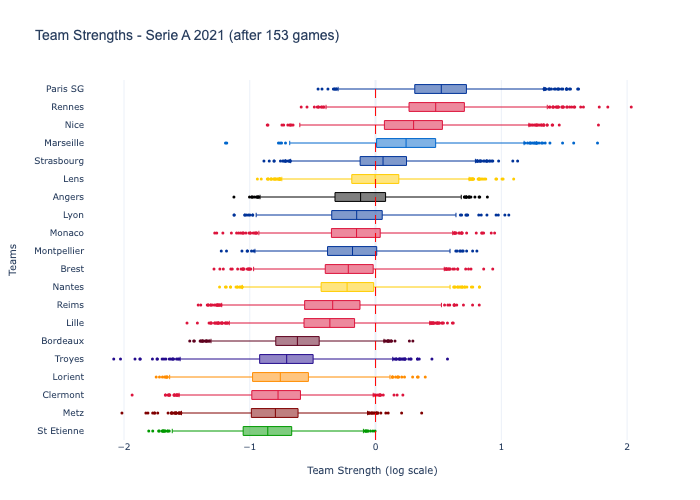 Team Strengths - Serie A 2021 (after 153 games)
Paris SG
Rennes
Nice
Marseille
Strasbourg
Lens
Angers
Lyon
Monaco
Montpellier
Brest
Nantes
Reims
Lille
Bordeaux
Troyes
Lorient
Clermont
Metz
St Etienne
Teams
−2 −1 0 1 2
Team Strength (log scale)